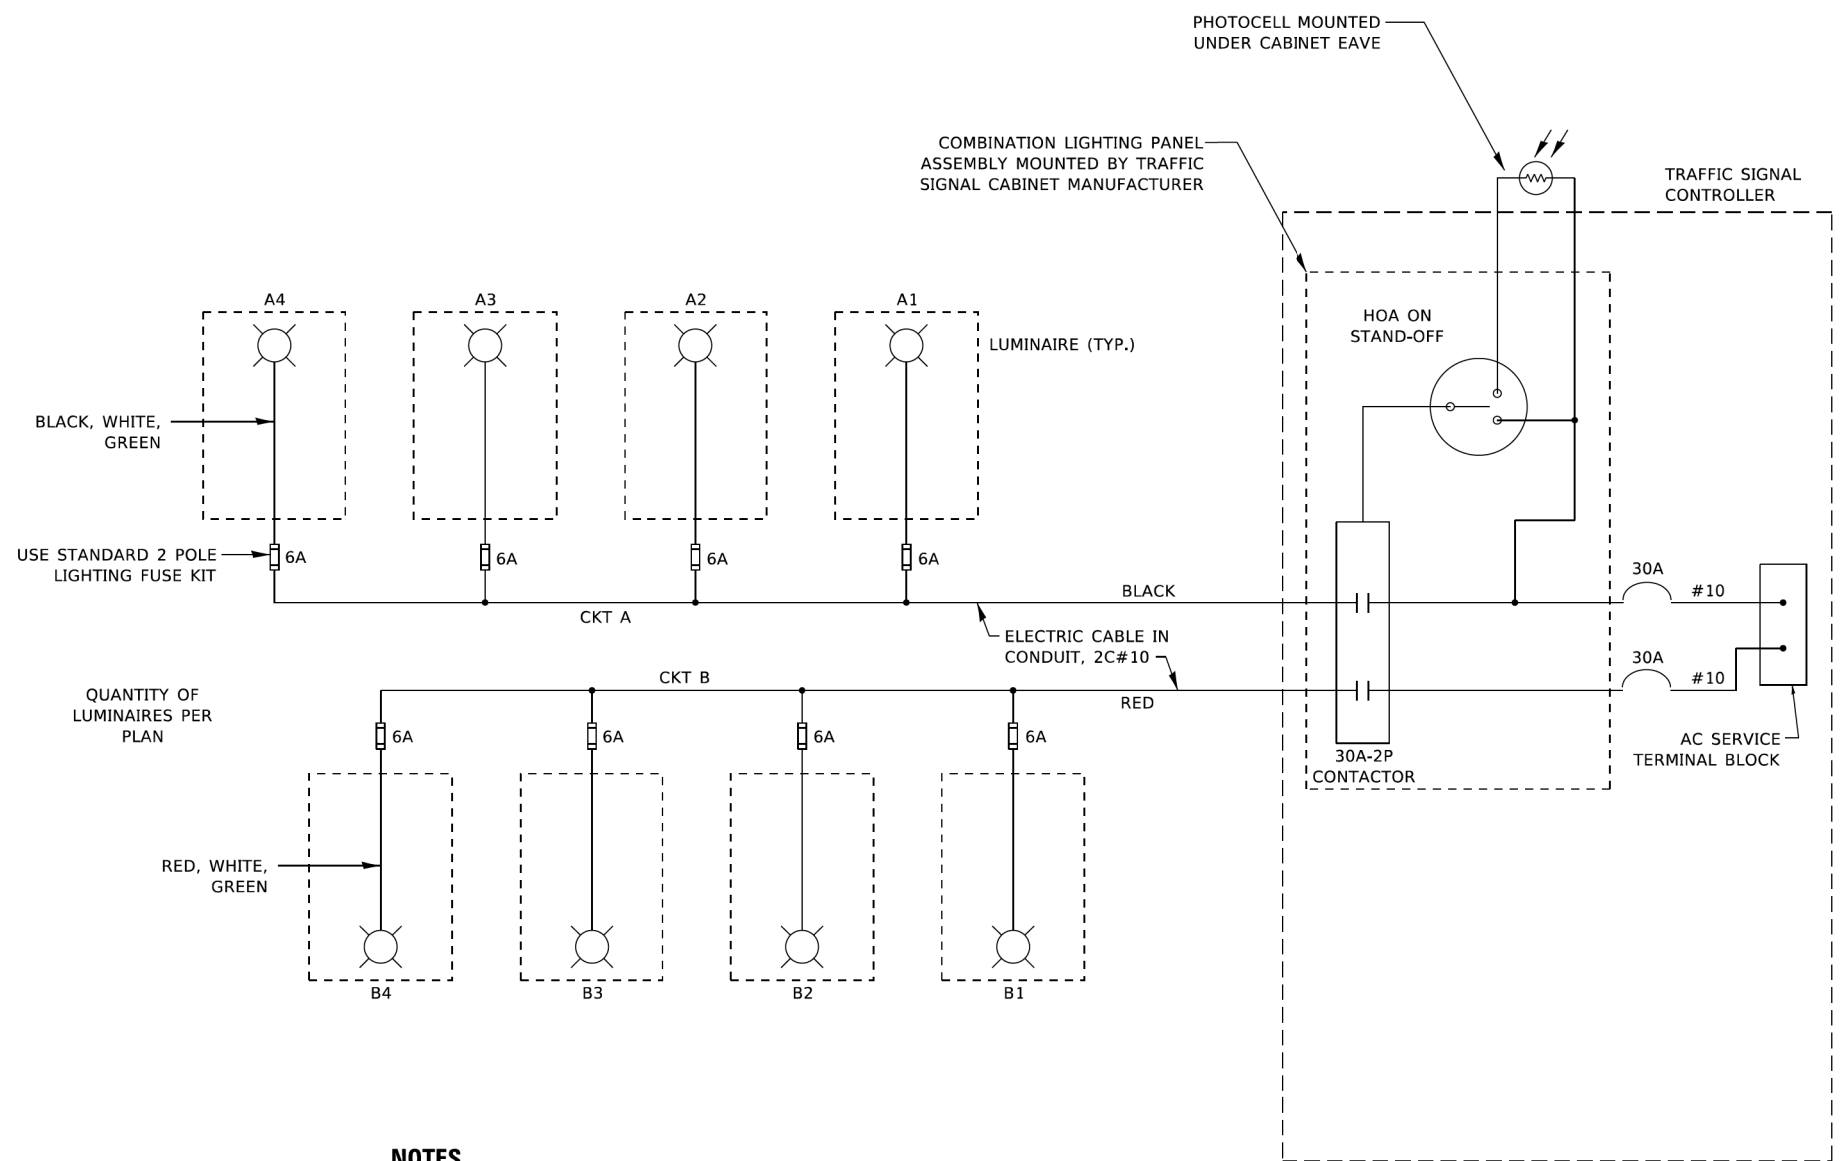 PHOTOCELL MOUNTED
UNDER CABINET EAVE
COMBINATION LIGHTING PANEL
ASSEMBLY MOUNTED BY TRAFFIC
SIGNAL CABINET MANUFACTURER
TRAFFIC SIGNAL
CONTROLLER
A4
A3
A2
A1
LUMINAIRE (TYP.)
HOA ON
STAND-OFF
BLACK, WHITE,
GREEN
USE STANDARD 2 POLE
LIGHTING FUSE KIT
6A
6A
6A
6A
CKT A
BLACK
30A
#10
ELECTRIC CABLE IN
CONDUIT, 2C#10
30A
#10
CKT B
RED
QUANTITY OF
LUMINAIRES PER
PLAN
6A
6A
6A
6A
30A-2P
CONTACTOR
AC SERVICE
TERMINAL BLOCK
RED, WHITE,
GREEN
B4
B3
B2
B1
NOTES